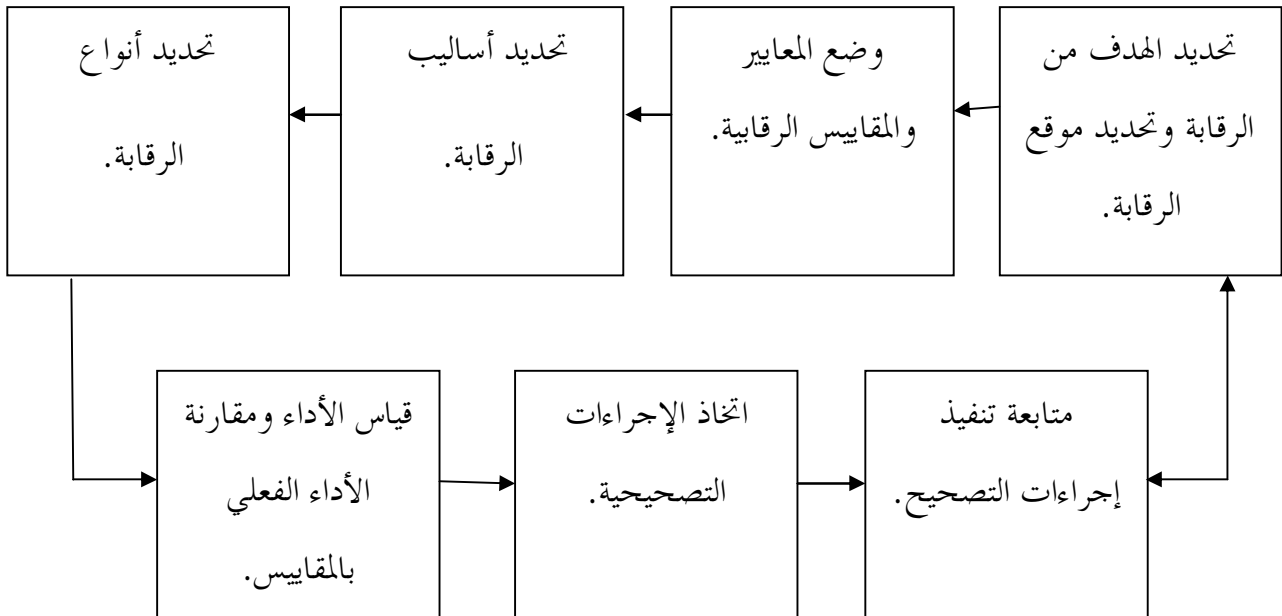 تحديد الهدف من
الرقابة وتحديد موقع
الرقابة.
وضع المعايير
والمقاييس الرقابية.
تحديد أساليب
الرقابة.
تحديد أنواع
الرقابة.
قياس الأداء ومقارنة
الأداء الفعلي
بالمقاييس.
اتخاذ الإجراءات
التصحيحية.
متابعة تنفيذ
إجراءات التصحيح.